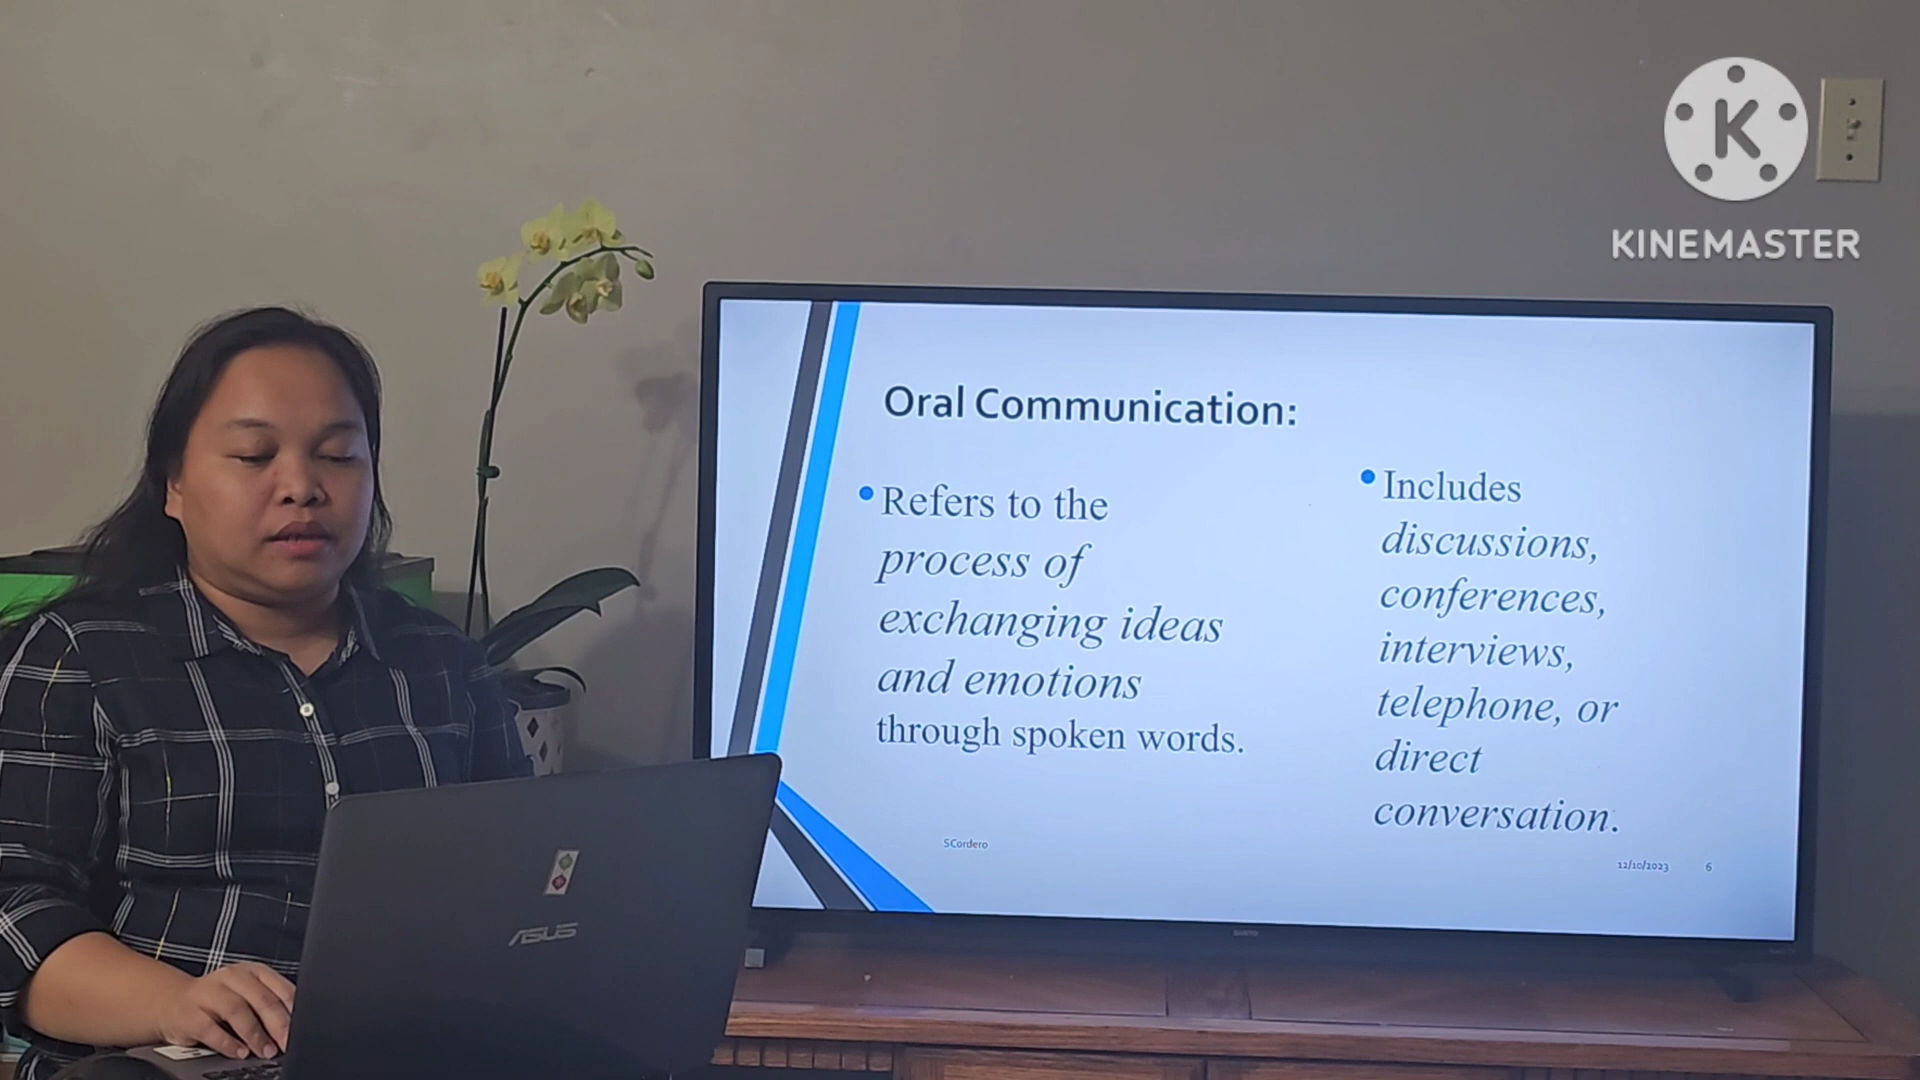 K
KINEMASTER
Oral Communication:
• Refers to the
process of
exchanging ideas
and emotions
through spoken words.
• Includes
discussions,
conferences,
interviews,
telephone, or
direct
conversation.
SCordero
12/10/2023 6
ASUS